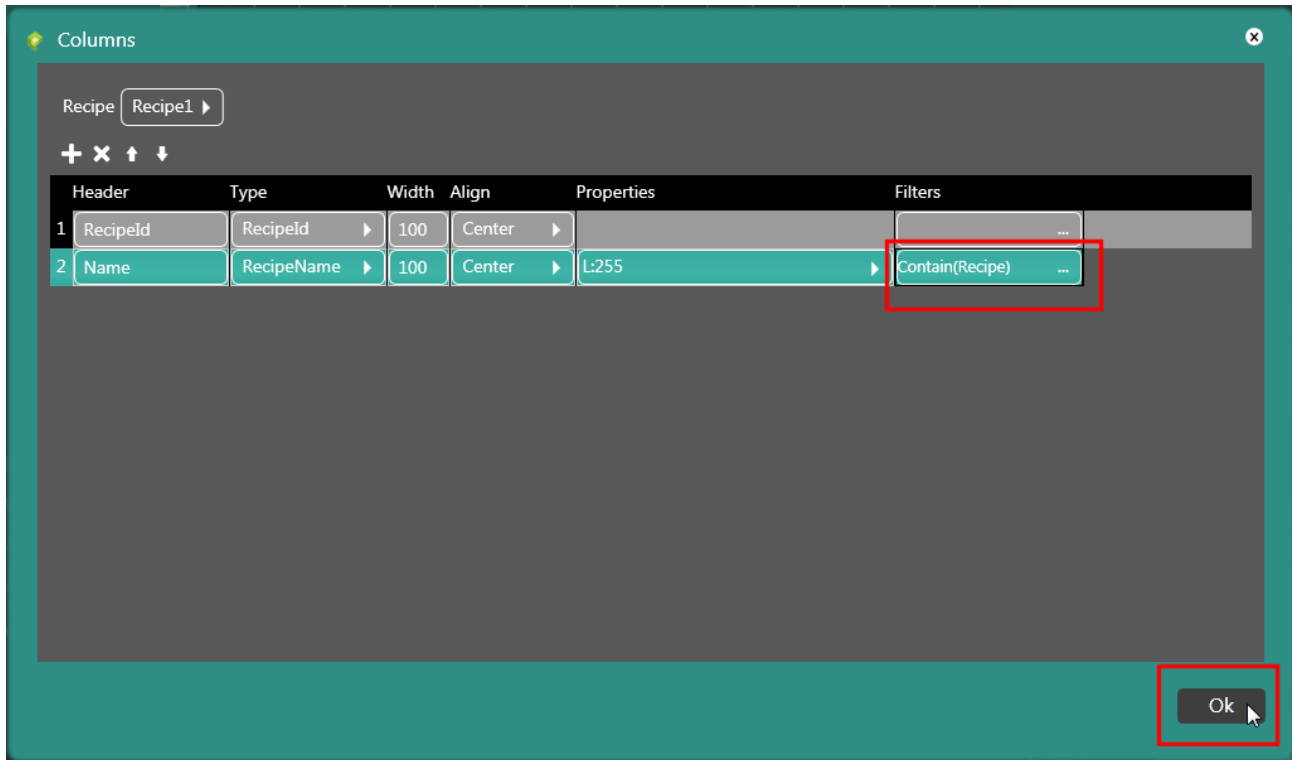 Columns
Recipe Recipe1
Header Type Width Align Properties Filters
1 RecipeId RecipeId 100 Center ...
2 Name RecipeName 100 Center L:255 Contain(Recipe) ...
Ok